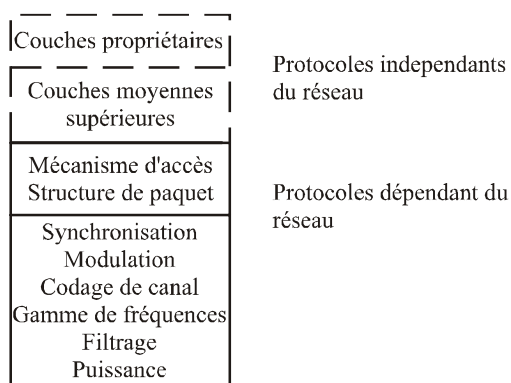 Couches propriétaires
Couches moyennes
supérieures
Protocoles independants
du réseau
Mécanisme d'accès
Structure de paquet
Protocoles dépendant du
réseau
Synchronisation
Modulation
Codage de canal
Gamme de fréquences
Filtrage
Puissance